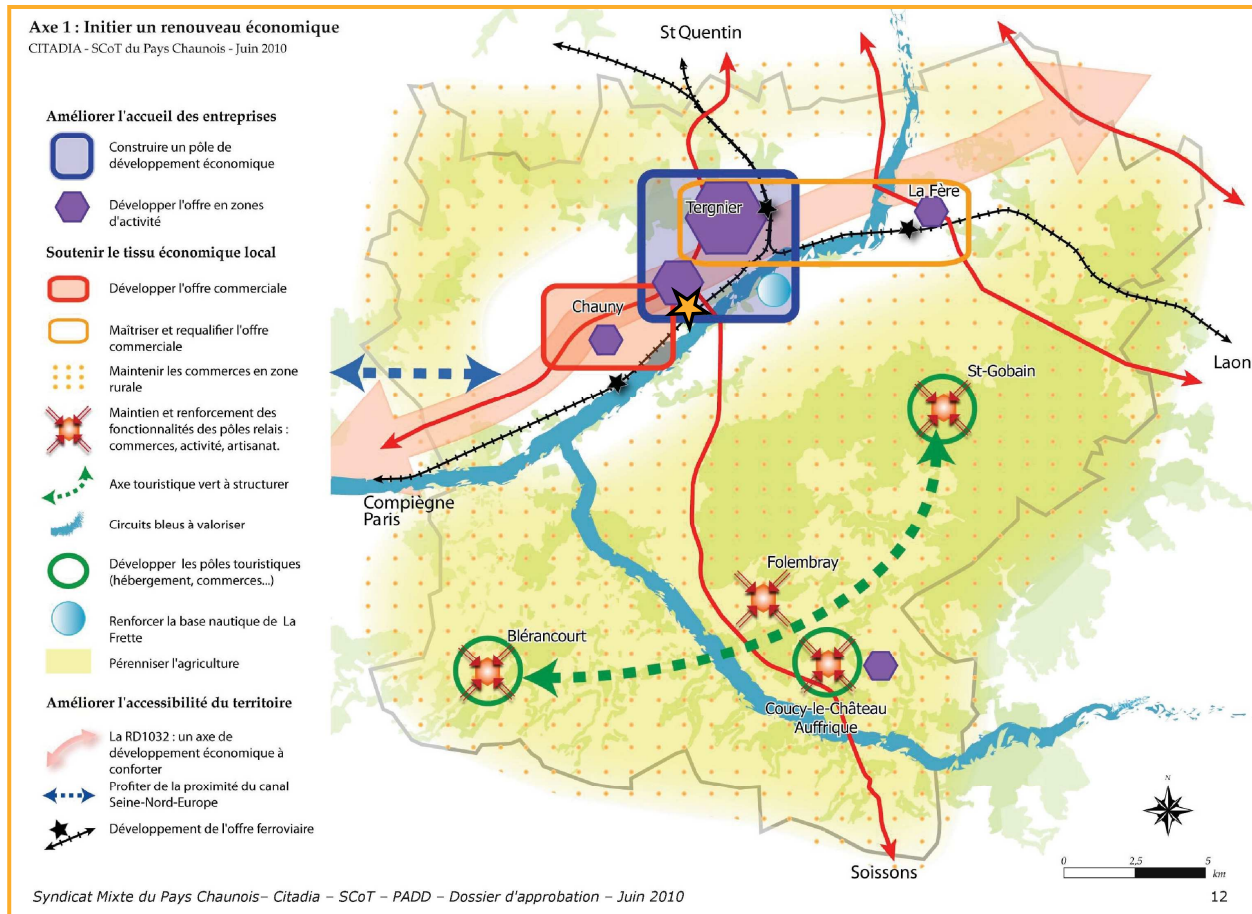 Axe 1 : Initier un renouveau économique
CITADIA - SCoT du Pays Chaunois - Juin 2010
Améliorer l'accueil des entreprises
Construire un pôle de
développement économique
Développer l'offre en zones
d'activité
Soutenir le tissu économique local
Développer l'offre commerciale
Maîtriser et requalifier l'offre
commerciale
Maintenir les commerces en zone
rurale
Maintien et renforcement des
fonctionnalités des pôles relais :
commerces, activité, artisanat.
Axe touristique vert à structurer
Circuits bleus à valoriser
Développer les pôles touristiques
(hébergement, commerces...)
Renforcer la base nautique de La
Frette
Pérenniser l'agriculture
Améliorer l'accessibilité du territoire
La RD1032 : un axe de
développement économique à
conforter
Profiter de la proximité du canal
Seine-Nord-Europe
Développement de l'offre ferroviaire
St Quentin
Tergnier
La Fère
Chauny
Laon
St-Gobain
Compiègne
Paris
Folembray
Blérancourt
Coucy-le-Château
Auffrique
Soissons
N
0 2,5 5
km
Syndicat Mixte du Pays Chaunois– Citadia – SCoT – PADD – Dossier d'approbation – Juin 2010
12